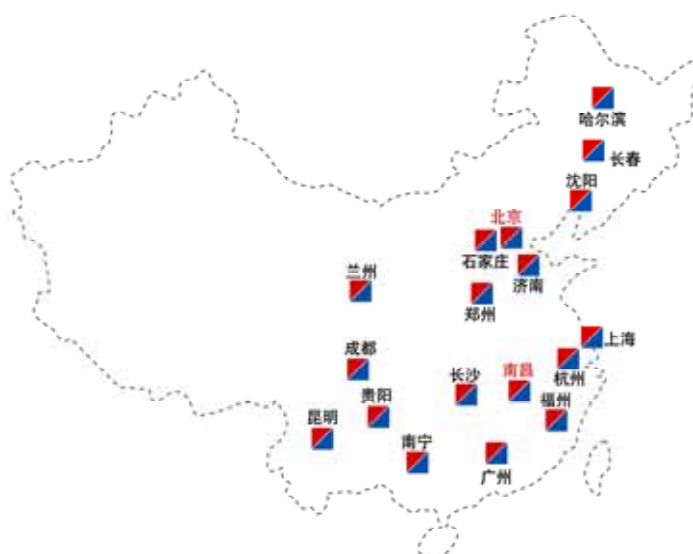 哈尔滨
长春
沈阳
北京
石家庄
济南
兰州
郑州
上海
成都
杭州
长沙
南昌
贵阳
福州
昆明
南宁
广州